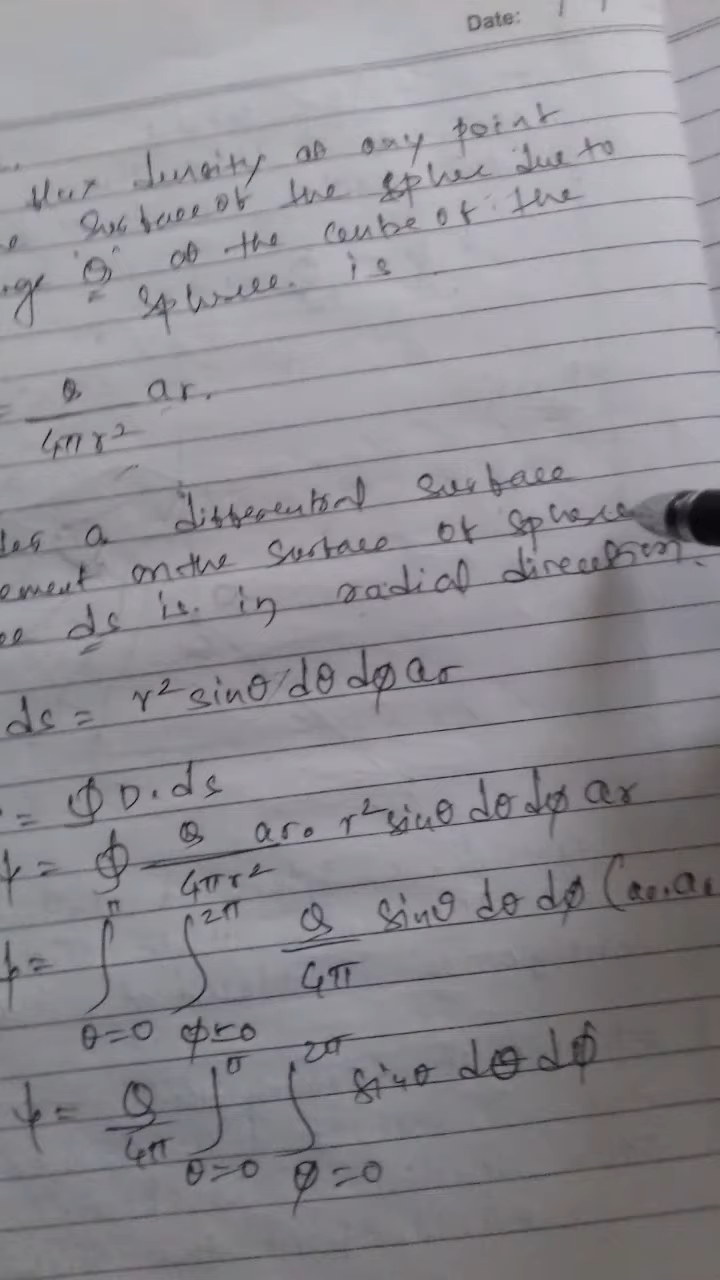 Date: / /
flux density at any point
surface of the sphere due to
'Q' at the centre of the
sphere. is
= Q/4πr² ar.
a differential surface
ement on the surface of sphere
ds is in radial direction.
ds = r² sinθ dθ dφ ar
= ∮ D . ds
ψ = ∮ Q/4πr² ar . r² sinθ dθ dφ ar
ψ = ∫θ=0^π ∫φ=0^2π Q/4π sinθ dθ dφ (ar.a
ψ = Q/4π ∫θ=0^π ∫φ=0^2π sinθ dθ dφ